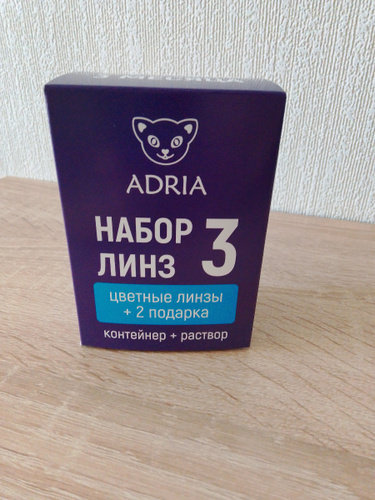 ADRIA
НАБОР
ЛИНЗ 3
цветные линзы
+ 2 подарка
контейнер + раствор